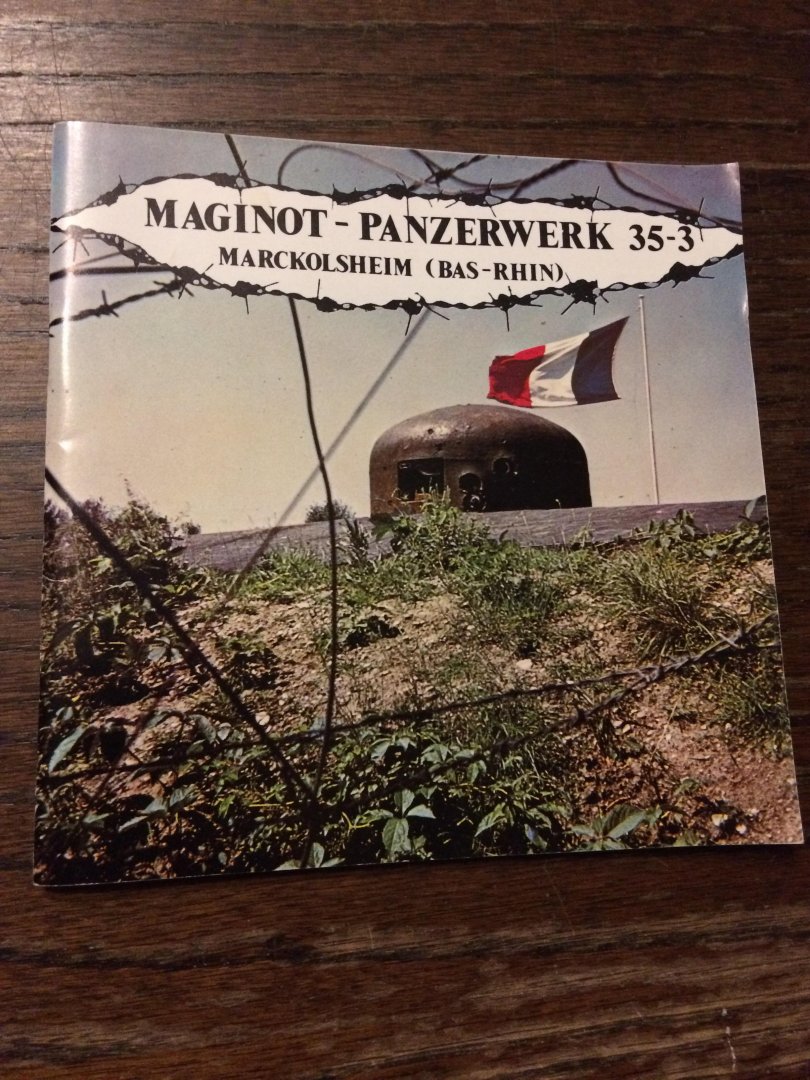 MAGINOT - PANZERWERK 35-3
MARCKOLSHEIM (BAS-RHIN)